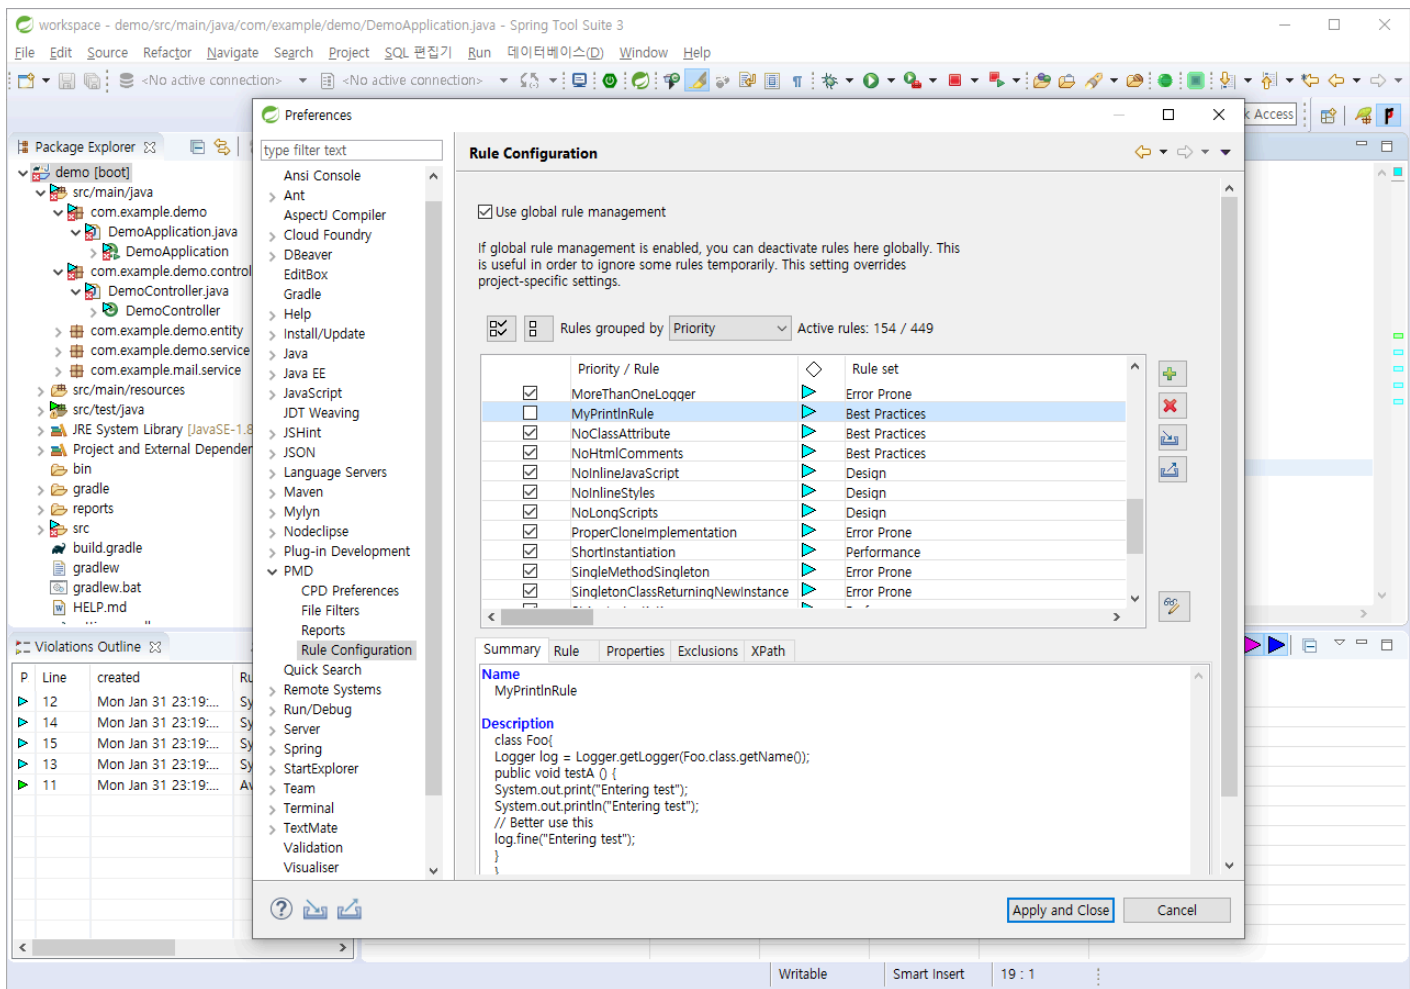 workspace - demo/src/main/java/com/example/demo/DemoApplication.java - Spring Tool Suite 3
File Edit Source Refactor Navigate Search Project SQL 편집기 Run 데이터베이스(D) Window Help
<No active connection> <No active connection>
Access
Package Explorer
demo [boot]
src/main/java
com.example.demo
DemoApplication.java
DemoApplication
com.example.demo.control
DemoController.java
DemoController
com.example.demo.entity
com.example.demo.service
com.example.mail.service
src/main/resources
src/test/java
JRE System Library [JavaSE-1.8
Project and External Depender
bin
gradle
reports
src
build.gradle
gradlew
gradlew.bat
HELP.md
Violations Outline
P Line created Ru
12 Mon Jan 31 23:19:... Sy
14 Mon Jan 31 23:19:... Sy
15 Mon Jan 31 23:19:... Sy
13 Mon Jan 31 23:19:... Sy
11 Mon Jan 31 23:19:... Av
Preferences
type filter text
Ansi Console
Ant
AspectJ Compiler
Cloud Foundry
DBeaver
EditBox
Gradle
Help
Install/Update
Java
Java EE
JavaScript
JDT Weaving
JSHint
JSON
Language Servers
Maven
Mylyn
Nodeclipse
Plug-in Development
PMD
CPD Preferences
File Filters
Reports
Rule Configuration
Quick Search
Remote Systems
Run/Debug
Server
Spring
StartExplorer
Team
Terminal
TextMate
Validation
Visualiser
Rule Configuration
Use global rule management
If global rule management is enabled, you can deactivate rules here globally. This
is useful in order to ignore some rules temporarily. This setting overrides
project-specific settings.
Rules grouped by Priority Active rules: 154 / 449
Priority / Rule Rule set
MoreThanOneLogger Error Prone
MyPrintlnRule Best Practices
NoClassAttribute Best Practices
NoHtmlComments Best Practices
NoInlineJavaScript Design
NoInlineStyles Design
NoLongScripts Design
ProperCloneImplementation Error Prone
ShortInstantiation Performance
SingleMethodSingleton Error Prone
SingletonClassReturningNewInstance Error Prone
Summary Rule Properties Exclusions XPath
Name
MyPrintlnRule
Description
class Foo{
Logger log = Logger.getLogger(Foo.class.getName());
public void testA () {
System.out.print("Entering test");
System.out.println("Entering test");
// Better use this
log.fine("Entering test");
}
}
Apply and Close Cancel
Writable Smart Insert 19 : 1